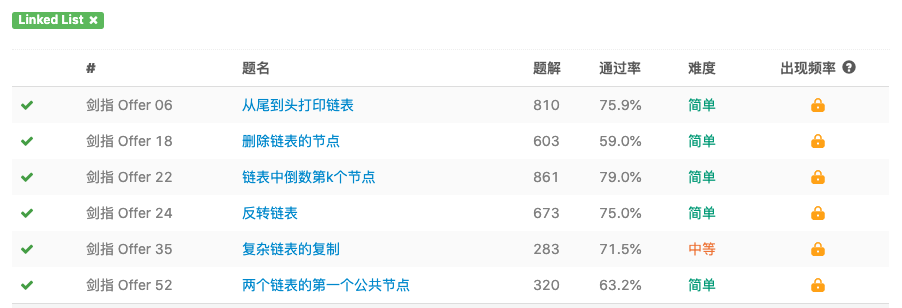 Linked List ×
# 题名 题解 通过率 难度 出现频率 ?
剑指 Offer 06 从尾到头打印链表 810 75.9% 简单
剑指 Offer 18 删除链表的节点 603 59.0% 简单
剑指 Offer 22 链表中倒数第k个节点 861 79.0% 简单
剑指 Offer 24 反转链表 673 75.0% 简单
剑指 Offer 35 复杂链表的复制 283 71.5% 中等
剑指 Offer 52 两个链表的第一个公共节点 320 63.2% 简单